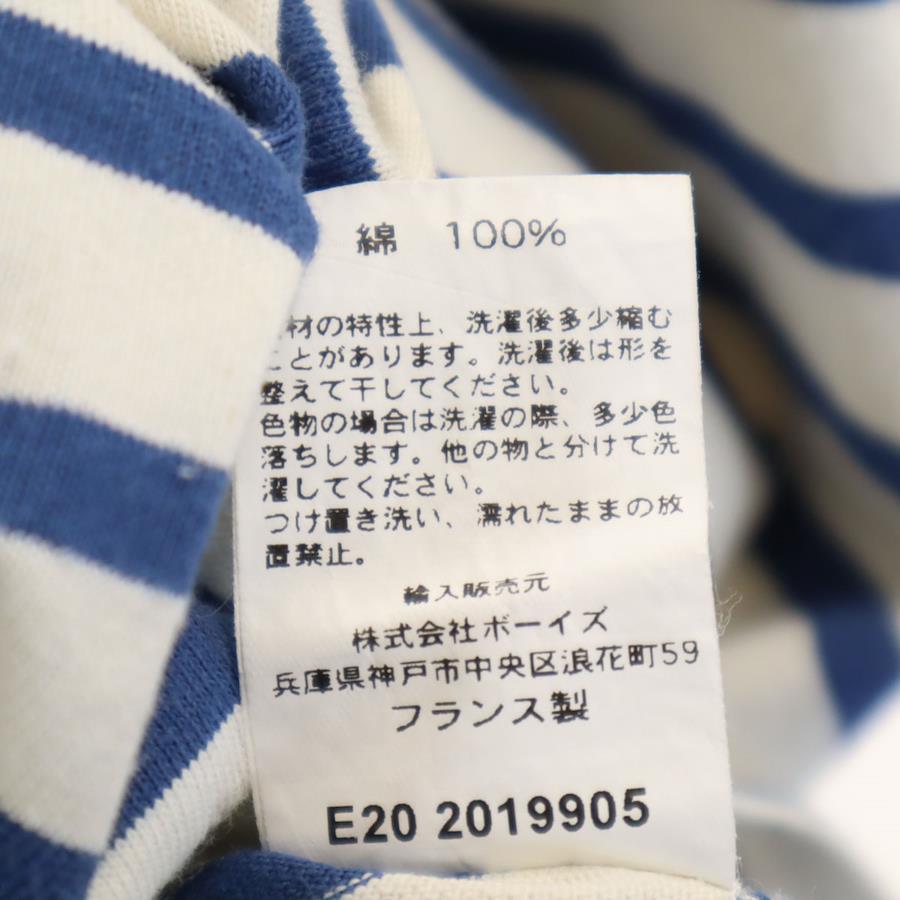 綿 100%
材の特性上、洗濯後多少縮む
ことがあります。洗濯後は形を
整えて干してください。
色物の場合は洗濯の際、多少色
落ちします。他の物と分けて洗
濯してください。
つけ置き洗い、濡れたままの放
置禁止。
輸入販売元
株式会社ボーイズ
兵庫県神戸市中央区浪花町59
フランス製
E20 2019905